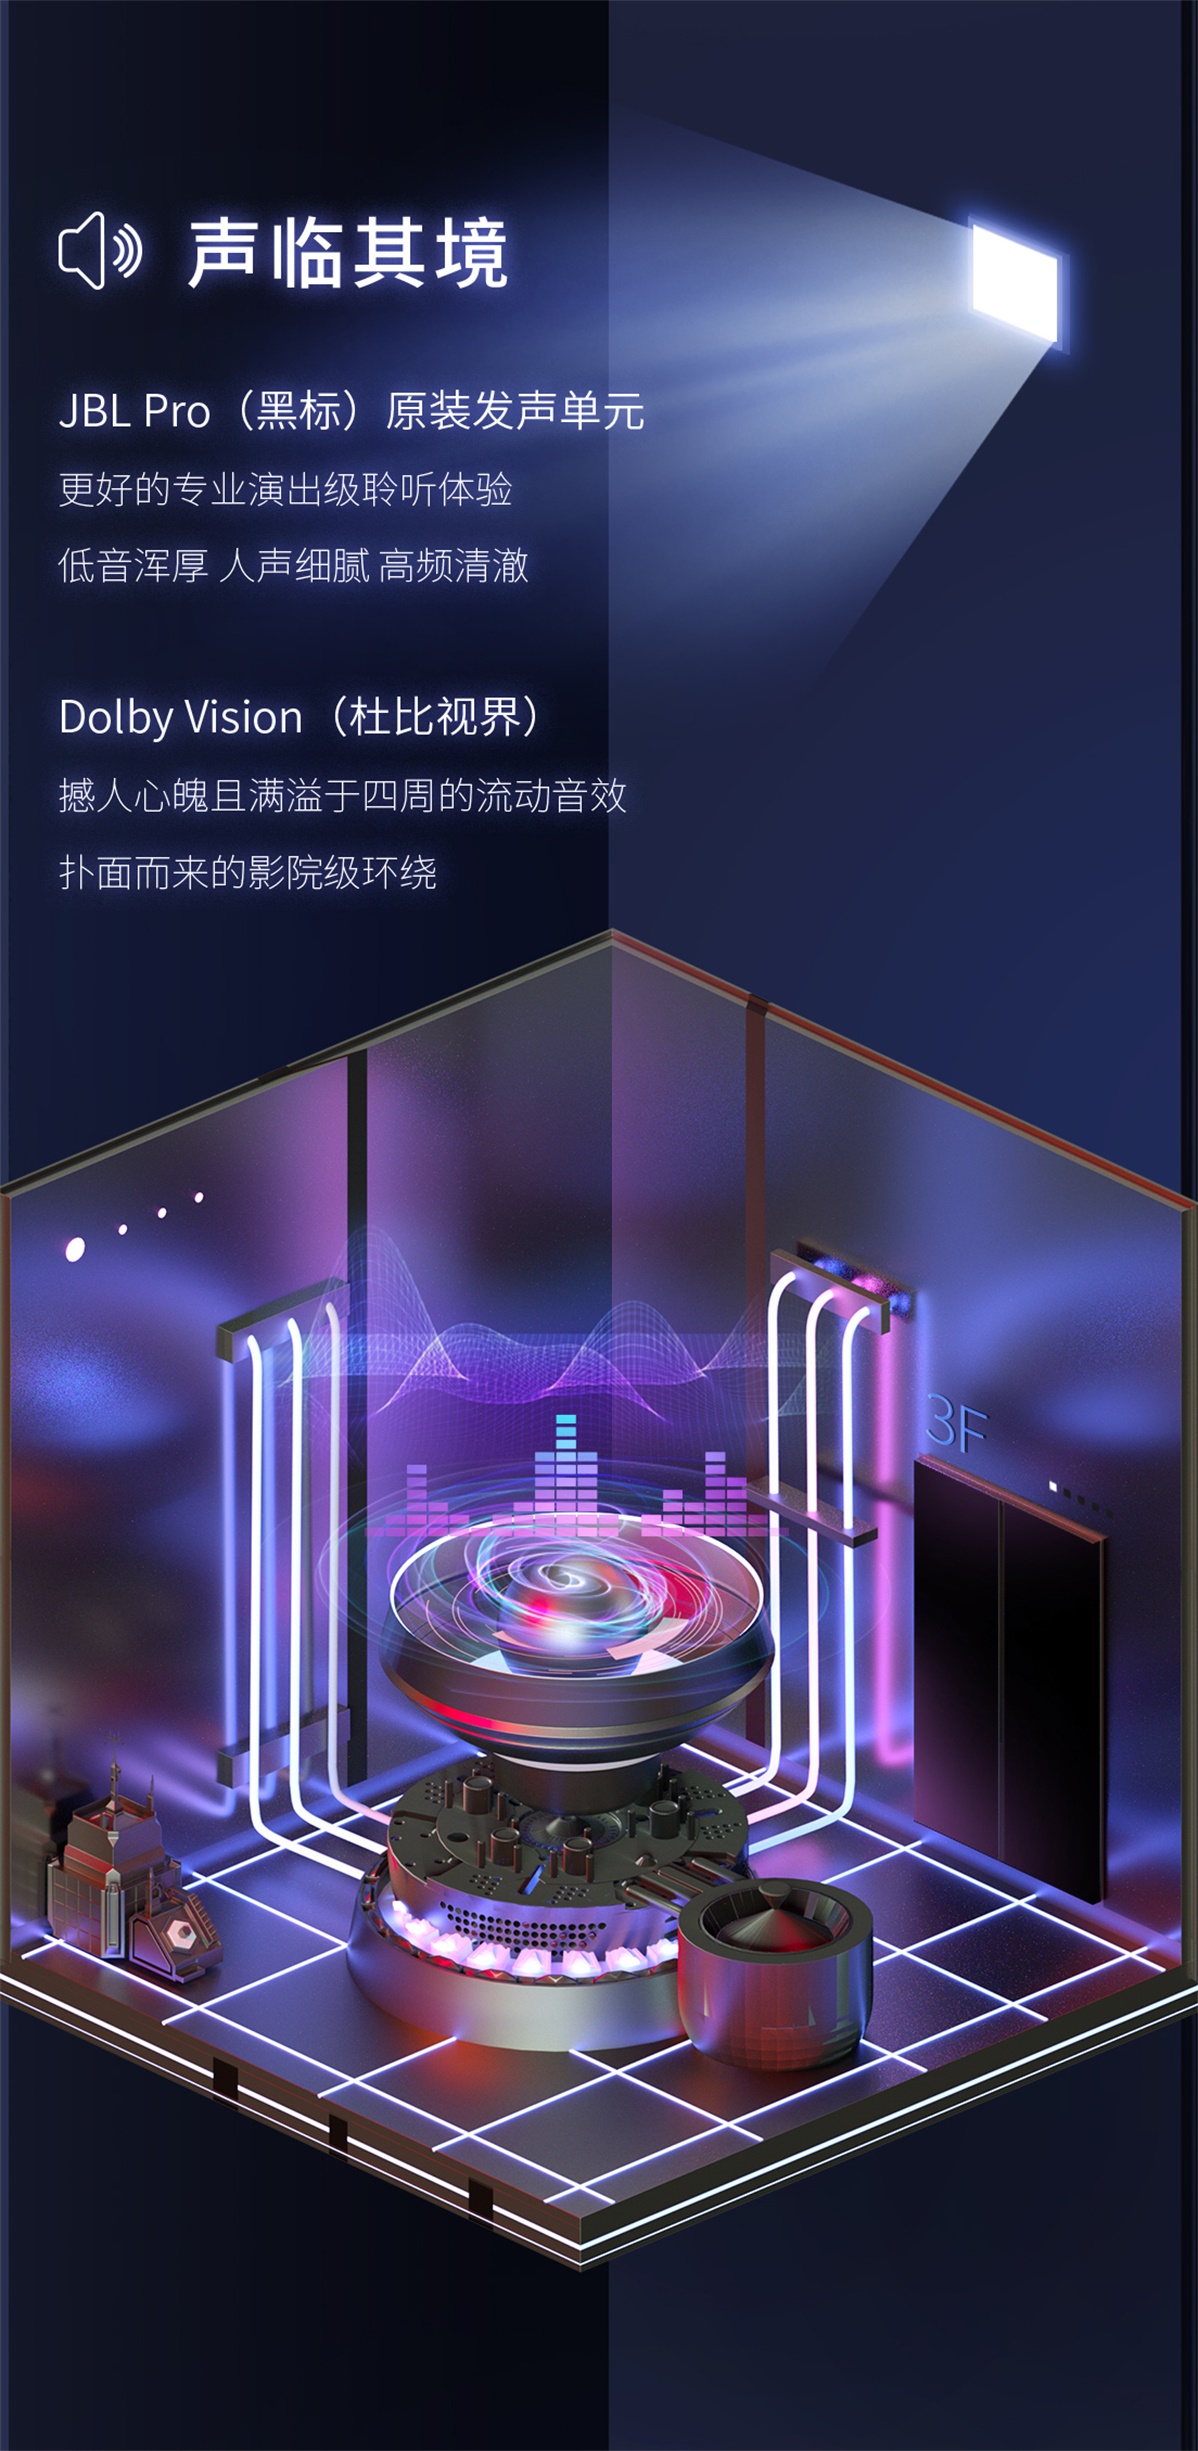 声临其境
JBL Pro（黑标）原装发声单元
更好的专业演出级聆听体验
低音浑厚 人声细腻 高频清澈
Dolby Vision（杜比视界）
撼人心魄且满溢于四周的流动音效
扑面而来的影院级环绕
3F